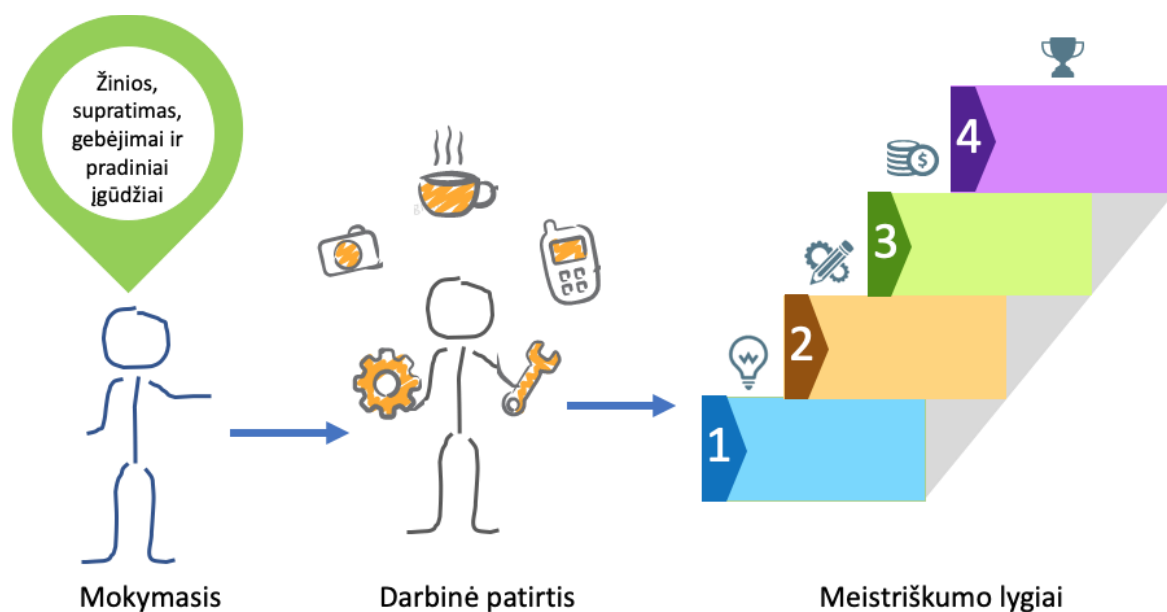 Žinios,
supratimas,
gebėjimai ir
pradiniai
įgūdžiai
4
$
3
2
1
Mokymasis
Darbinė patirtis
Meistriškumo lygiai